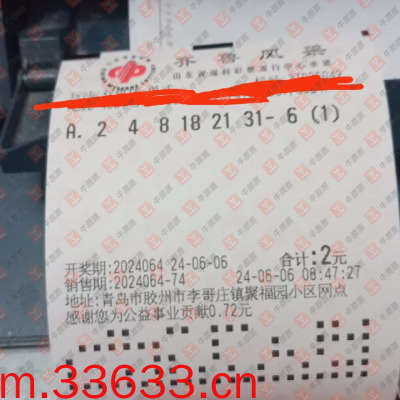 齐鲁风采
A. 2 4 8 18 21 31- 6 (1)
开奖期:2024064 24-06-06 合计:2元
销售期:2024064-74 24-06-06 08:47:27
地址:青岛市胶州市李哥庄镇聚福园小区网点
感谢您为公益事业贡献0.72元
m.33633.cn